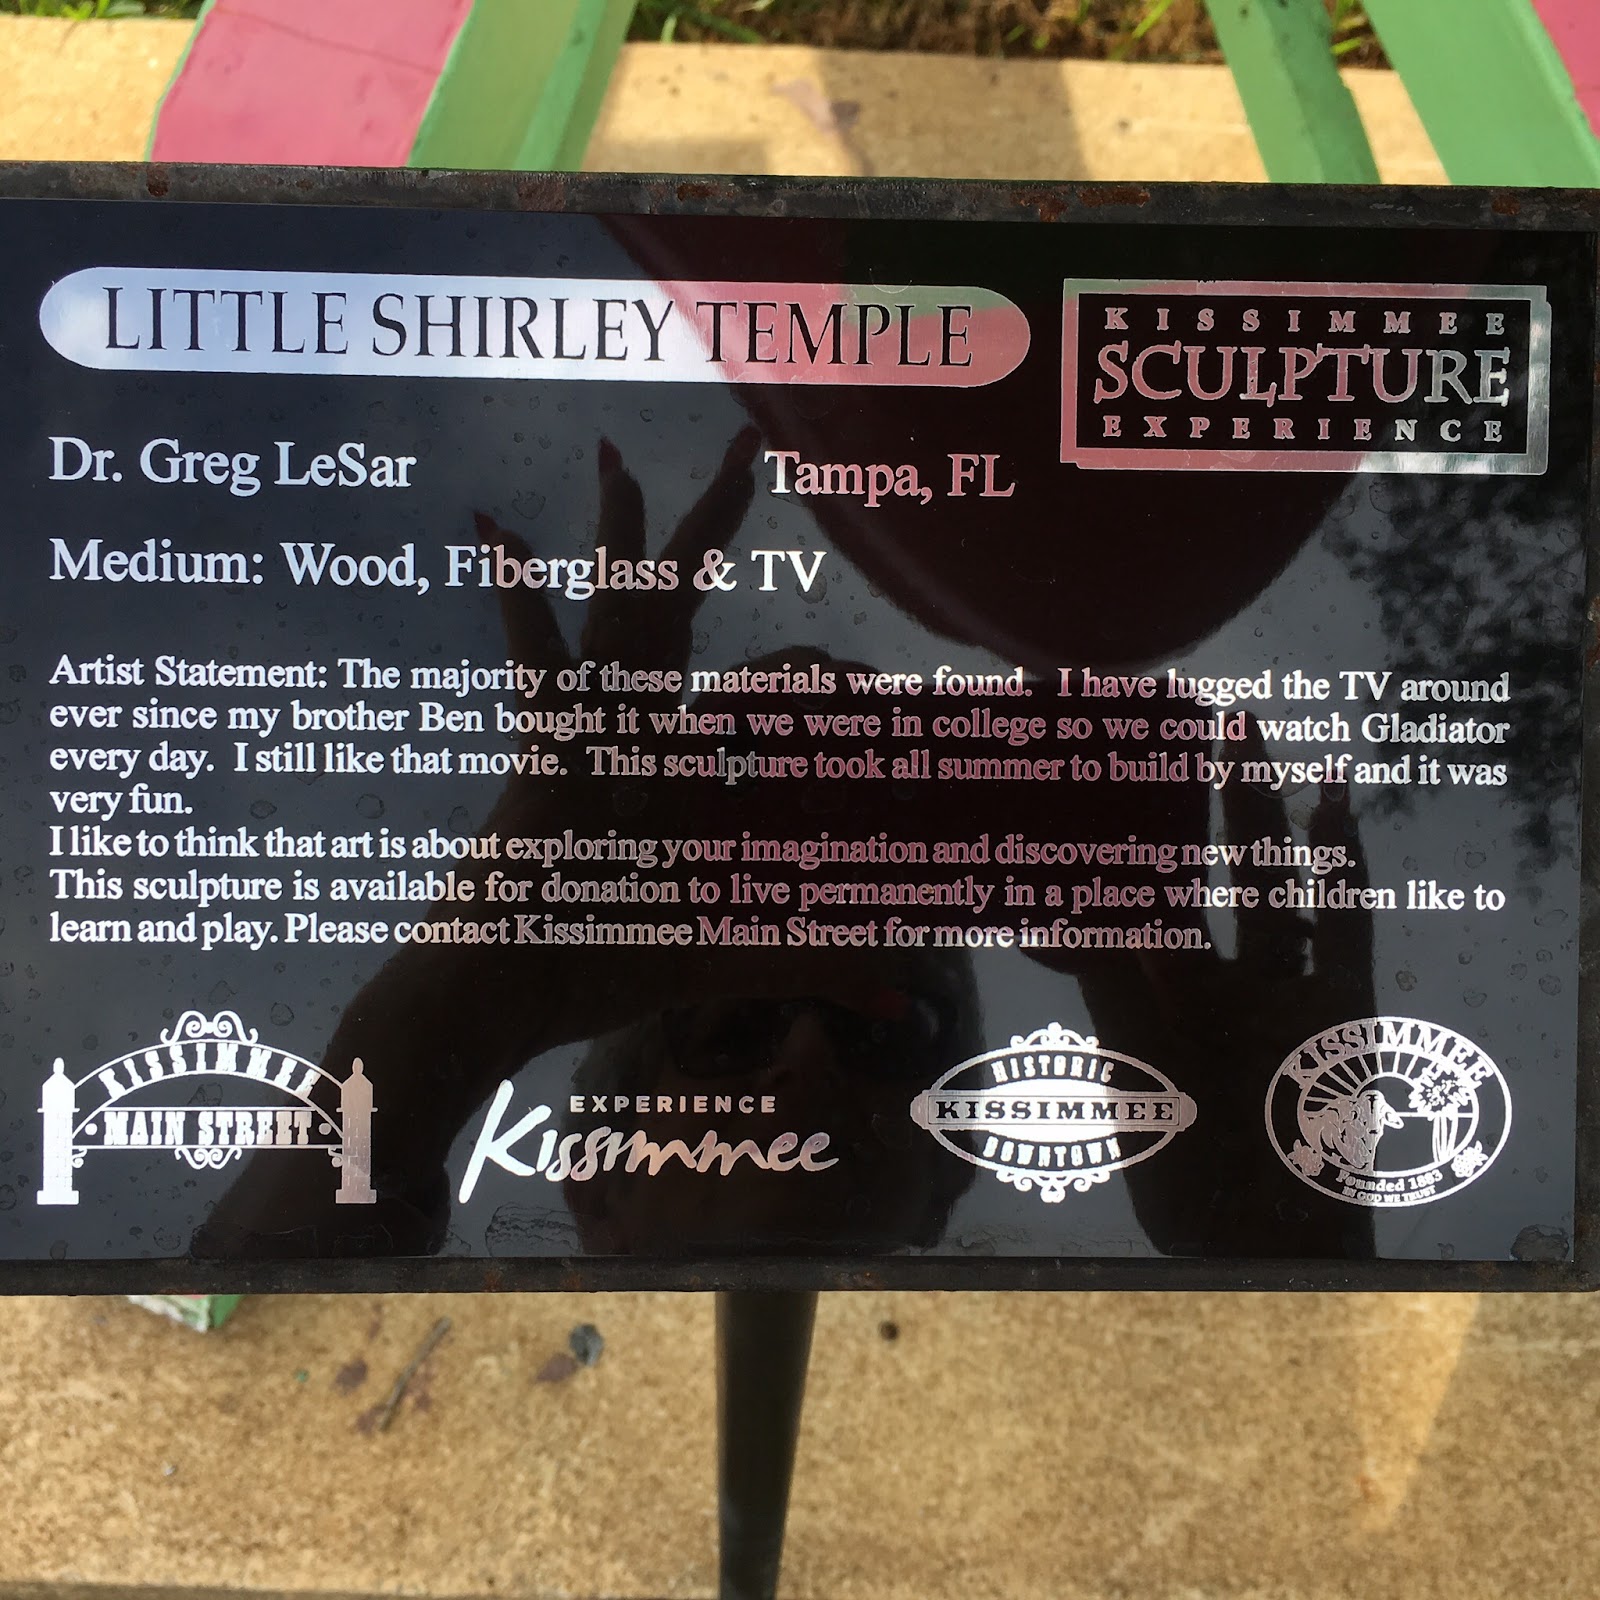 LITTLE SHIRLEY TEMPLE
KISSIMMEE
SCULPTURE
EXPERIENCE
Dr. Greg LeSar
Tampa, FL
Medium: Wood, Fiberglass & TV
Artist Statement: The majority of these materials were found. I have lugged the TV around
ever since my brother Ben bought it when we were in college so we could watch Gladiator
every day. I still like that movie. This sculpture took all summer to build by myself and it was
very fun.
I like to think that art is about exploring your imagination and discovering new things.
This sculpture is available for donation to live permanently in a place where children like to
learn and play. Please contact Kissimmee Main Street for more information.
KISSIMMEE
MAIN STREET
EXPERIENCE
Kissimmee
HISTORIC
KISSIMMEE
DOWNTOWN
KISSIMMEE
Founded 1883
IN GOD WE TRUST